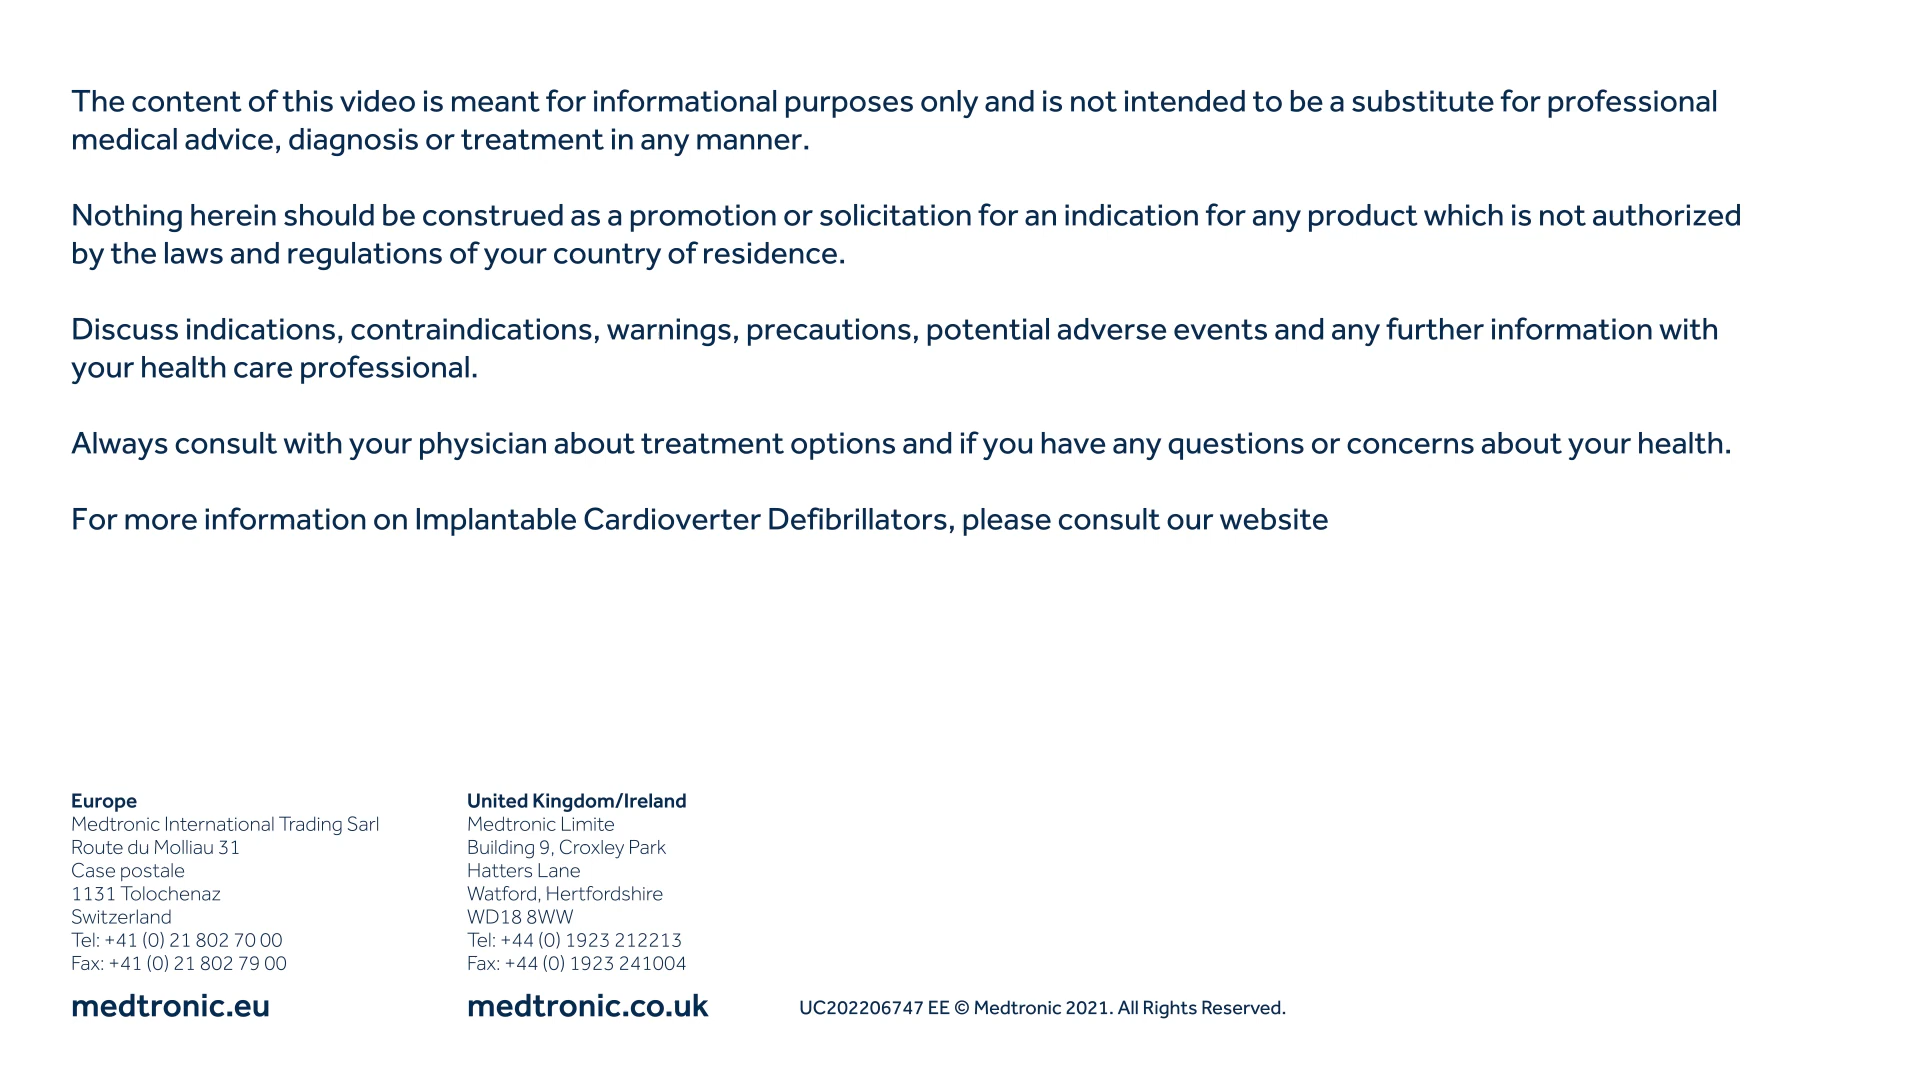 The content of this video is meant for informational purposes only and is not intended to be a substitute for professional
medical advice, diagnosis or treatment in any manner.
Nothing herein should be construed as a promotion or solicitation for an indication for any product which is not authorized
by the laws and regulations of your country of residence.
Discuss indications, contraindications, warnings, precautions, potential adverse events and any further information with
your health care professional.
Always consult with your physician about treatment options and if you have any questions or concerns about your health.
For more information on Implantable Cardioverter Defibrillators, please consult our website
Europe
Medtronic International Trading Sarl
Route du Molliau 31
Case postale
1131 Tolochenaz
Switzerland
Tel: +41 (0) 21 802 70 00
Fax: +41 (0) 21 802 79 00
medtronic.eu
United Kingdom/Ireland
Medtronic Limite
Building 9, Croxley Park
Hatters Lane
Watford, Hertfordshire
WD18 8WW
Tel: +44 (0) 1923 212213
Fax: +44 (0) 1923 241004
medtronic.co.uk
UC202206747 EE © Medtronic 2021. All Rights Reserved.